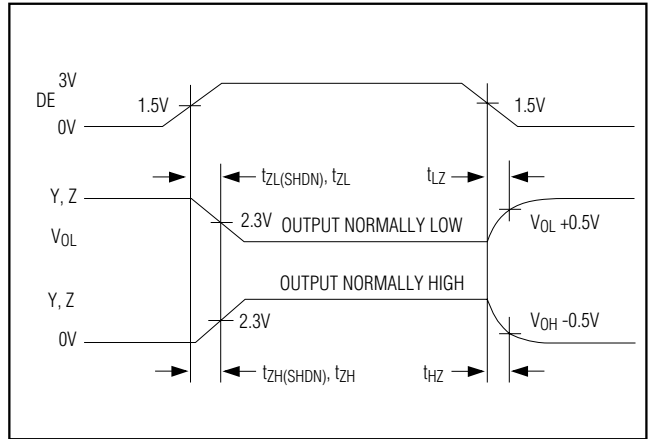 3V
DE
1.5V
1.5V
0V
tZL(SHDN), tZL
tLZ
Y, Z
2.3V
OUTPUT NORMALLY LOW
VOL +0.5V
VOL
OUTPUT NORMALLY HIGH
Y, Z
2.3V
VOH -0.5V
0V
tZH(SHDN), tZH
tHZ